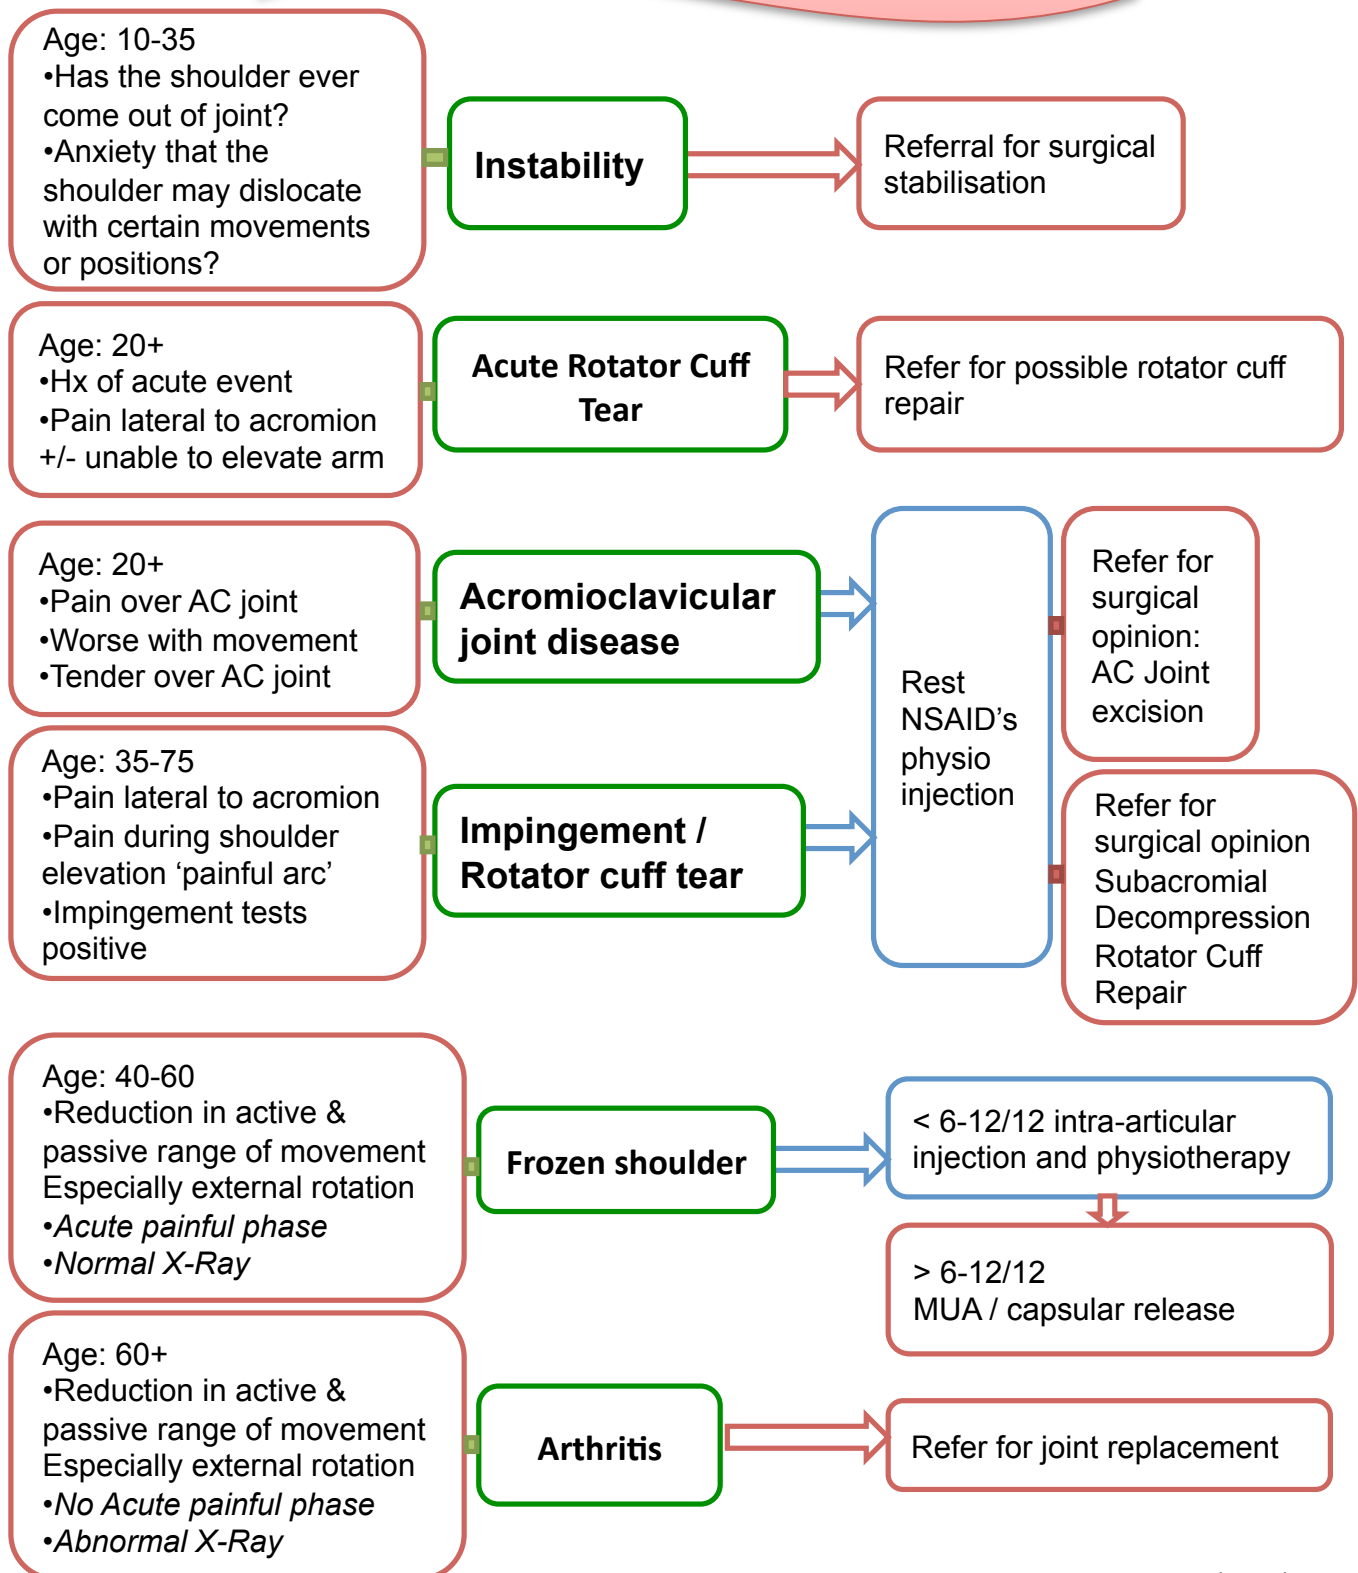 Age: 10-35
•Has the shoulder ever
come out of joint?
•Anxiety that the
shoulder may dislocate
with certain movements
or positions?
Instability
Referral for surgical
stabilisation
Age: 20+
•Hx of acute event
•Pain lateral to acromion
+/- unable to elevate arm
Acute Rotator Cuff
Tear
Refer for possible rotator cuff
repair
Age: 20+
•Pain over AC joint
•Worse with movement
•Tender over AC joint
Acromioclavicular
joint disease
Age: 35-75
•Pain lateral to acromion
•Pain during shoulder
elevation ‘painful arc’
•Impingement tests
positive
Impingement /
Rotator cuff tear
Rest
NSAID’s
physio
injection
Refer for
surgical
opinion:
AC Joint
excision
Refer for
surgical opinion
Subacromial
Decompression
Rotator Cuff
Repair
Age: 40-60
•Reduction in active &
passive range of movement
Especially external rotation
•Acute painful phase
•Normal X-Ray
Frozen shoulder
< 6-12/12 intra-articular
injection and physiotherapy
> 6-12/12
MUA / capsular release
Age: 60+
•Reduction in active &
passive range of movement
Especially external rotation
•No Acute painful phase
•Abnormal X-Ray
Arthritis
Refer for joint replacement